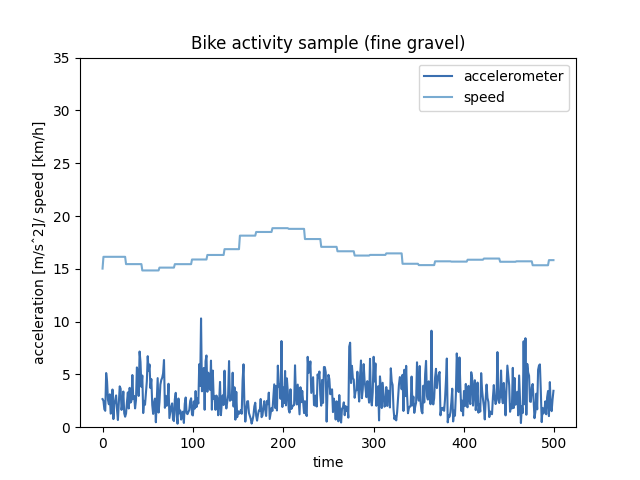 Bike activity sample (fine gravel)
accelerometer
speed
35
30
25
20
15
10
5
0
acceleration [m/sˆ2]/ speed [km/h]
0
100
200
300
400
500
time